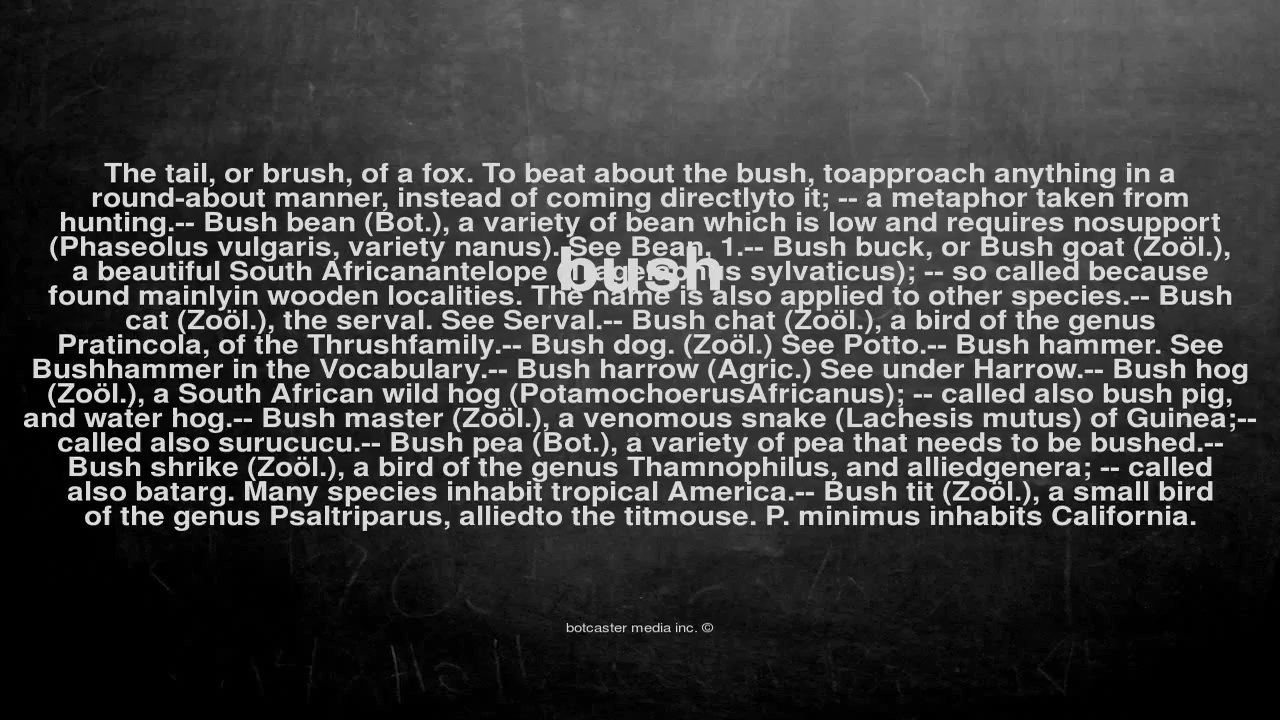 The tail, or brush, of a fox. To beat about the bush, toapproach anything in a
round-about manner, instead of coming directlyto it; -- a metaphor taken from
hunting.-- Bush bean (Bot.), a variety of bean which is low and requires nosupport
(Phaseolus vulgaris, variety nanus). See Bean, 1.-- Bush buck, or Bush goat (Zoöl.),
bush
a beautiful South Africanantelope sylvaticus); -- so called because
found mainlyin wooden localities. The name is also applied to other species.-- Bush
cat (Zoöl.), the serval. See Serval.-- Bush chat (Zoöl.), a bird of the genus
Pratincola, of the Thrushfamily.-- Bush dog. (Zoöl.) See Potto.-- Bush hammer. See
Bushhammer in the Vocabulary.-- Bush harrow (Agric.) See under Harrow.-- Bush hog
(Zoöl.), a South African wild hog (PotamochoerusAfricanus); -- called also bush pig,
and water hog.-- Bush master (Zoöl.), a venomous snake (Lachesis mutus) of Guinea;--
called also surucucu.-- Bush pea (Bot.), a variety of pea that needs to be bushed.--
Bush shrike (Zoöl.), a bird of the genus Thamnophilus, and alliedgenera; -- called
also batarg. Many species inhabit tropical America.-- Bush tit (Zoöl.), a small bird
of the genus Psaltriparus, alliedto the titmouse. P. minimus inhabits California.
botcaster media inc. ©